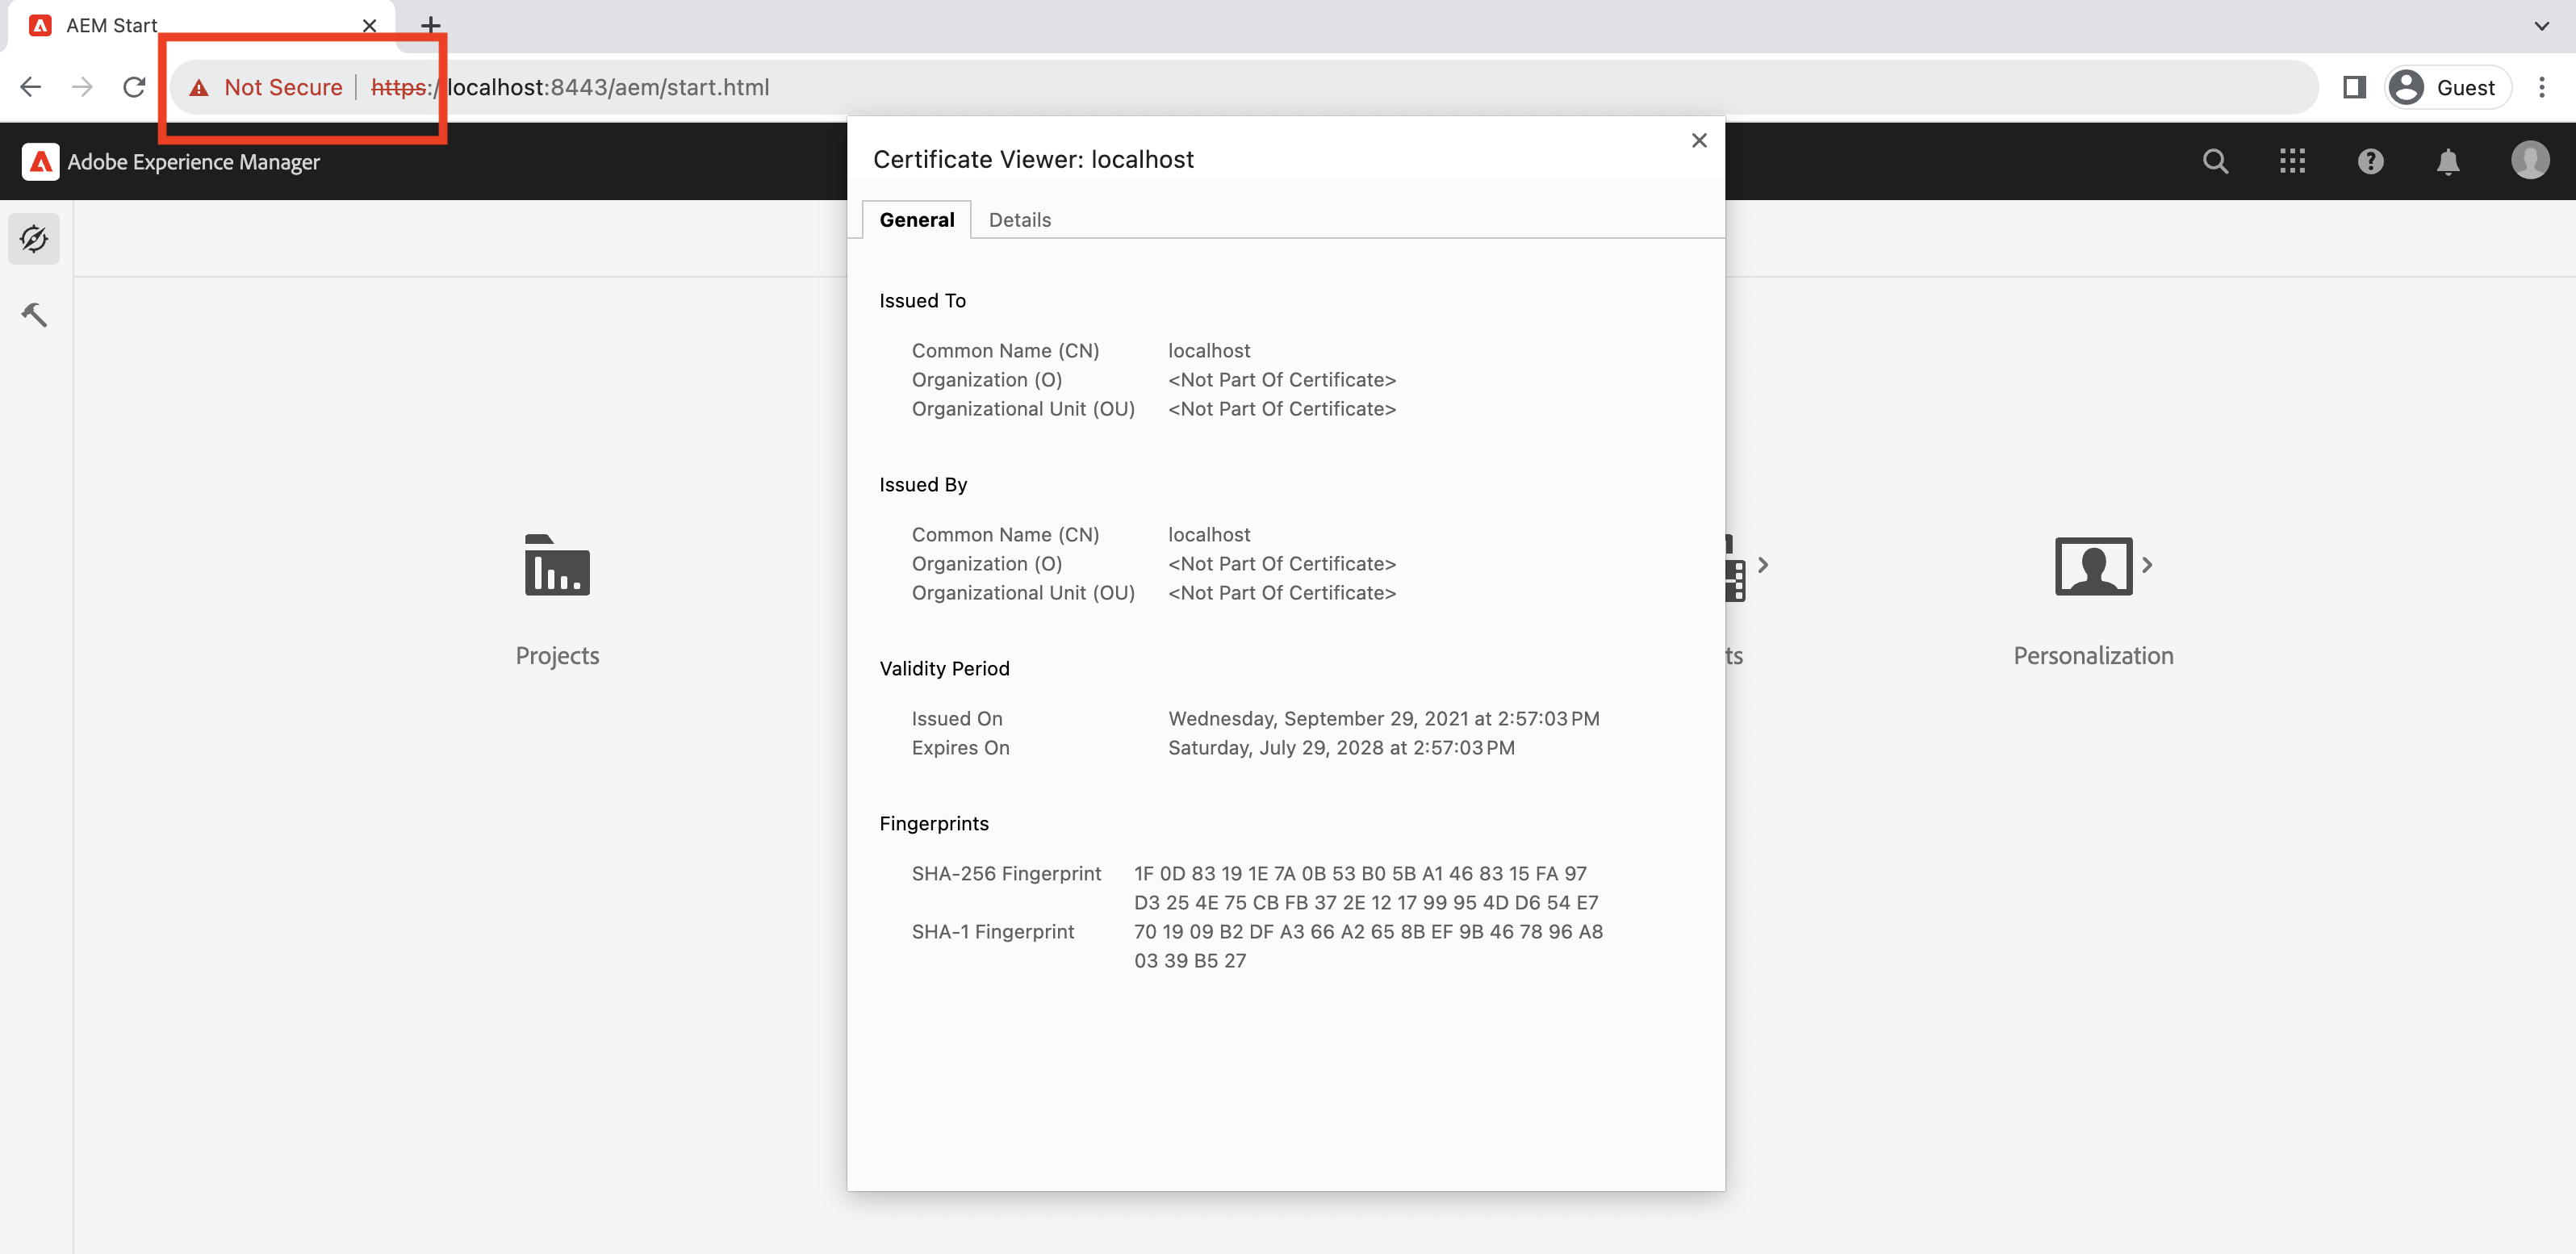 AEM Start
Not Secure
https:/localhost:8443/aem/start.html
Guest
Adobe Experience Manager
Certificate Viewer: localhost
General
Details
Issued To
Common Name (CN) localhost
Organization (O) <Not Part Of Certificate>
Organizational Unit (OU) <Not Part Of Certificate>
Issued By
Common Name (CN) localhost
Organization (O) <Not Part Of Certificate>
Organizational Unit (OU) <Not Part Of Certificate>
Validity Period
Issued On Wednesday, September 29, 2021 at 2:57:03 PM
Expires On Saturday, July 29, 2028 at 2:57:03 PM
Fingerprints
SHA-256 Fingerprint 1F 0D 83 19 1E 7A 0B 53 B0 5B A1 46 83 15 FA 97
D3 25 4E 75 CB FB 37 2E 12 17 99 95 4D D6 54 E7
SHA-1 Fingerprint 70 19 09 B2 DF A3 66 A2 65 8B EF 9B 46 78 96 A8
03 39 B5 27
Projects
ts
Personalization